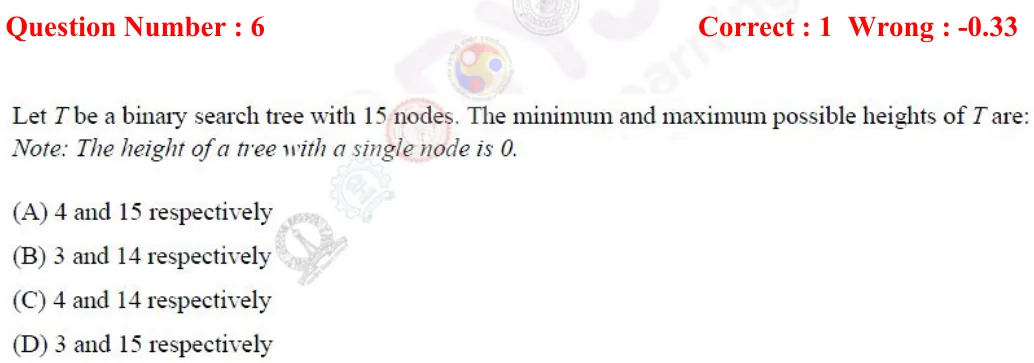 Question Number : 6 Correct : 1 Wrong : -0.33
Let T be a binary search tree with 15 nodes. The minimum and maximum possible heights of T are:
Note: The height of a tree with a single node is 0.
(A) 4 and 15 respectively
(B) 3 and 14 respectively
(C) 4 and 14 respectively
(D) 3 and 15 respectively